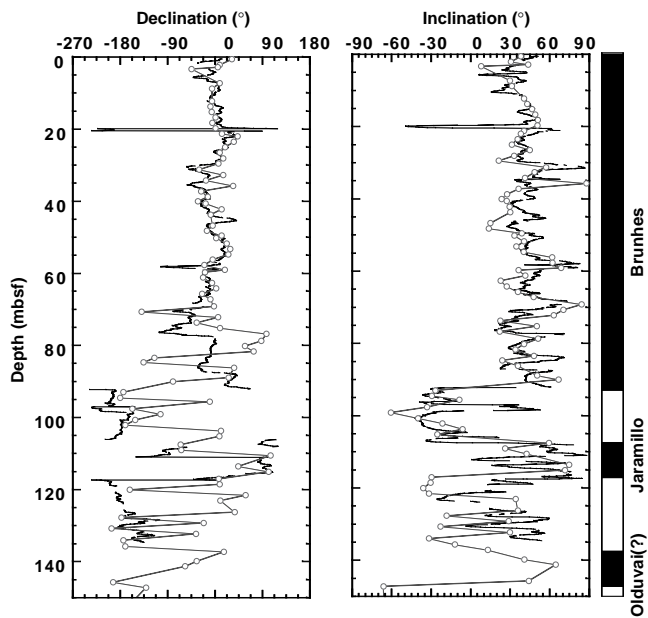 Declination (°) Inclination (°)
-270 -180 -90 0 90 180 -90 -60 -30 0 30 60 90
0
20
40
60
80
100
120
140
Depth (mbsf)
Brunhes
Jaramillo
Olduvai(?)